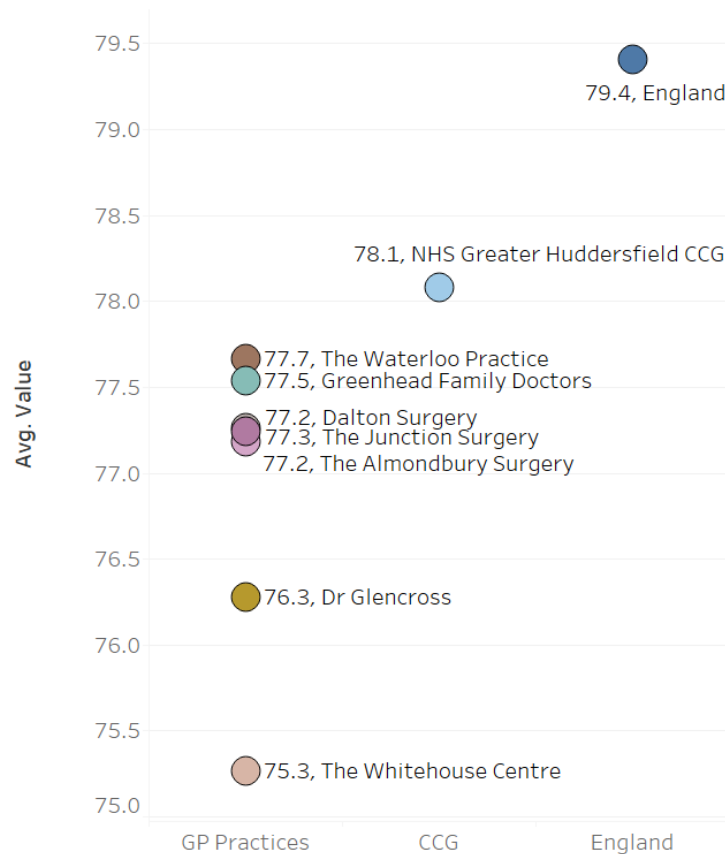 79.5
79.4, England
79.0
78.5
78.1, NHS Greater Huddersfield CCG
78.0
77.7, The Waterloo Practice
77.5, Greenhead Family Doctors
77.5
77.2, Dalton Surgery
77.3, The Junction Surgery
77.2, The Almondbury Surgery
77.0
Avg. Value
76.5
76.3, Dr Glencross
76.0
75.5
75.3, The Whitehouse Centre
75.0
GP Practices CCG England